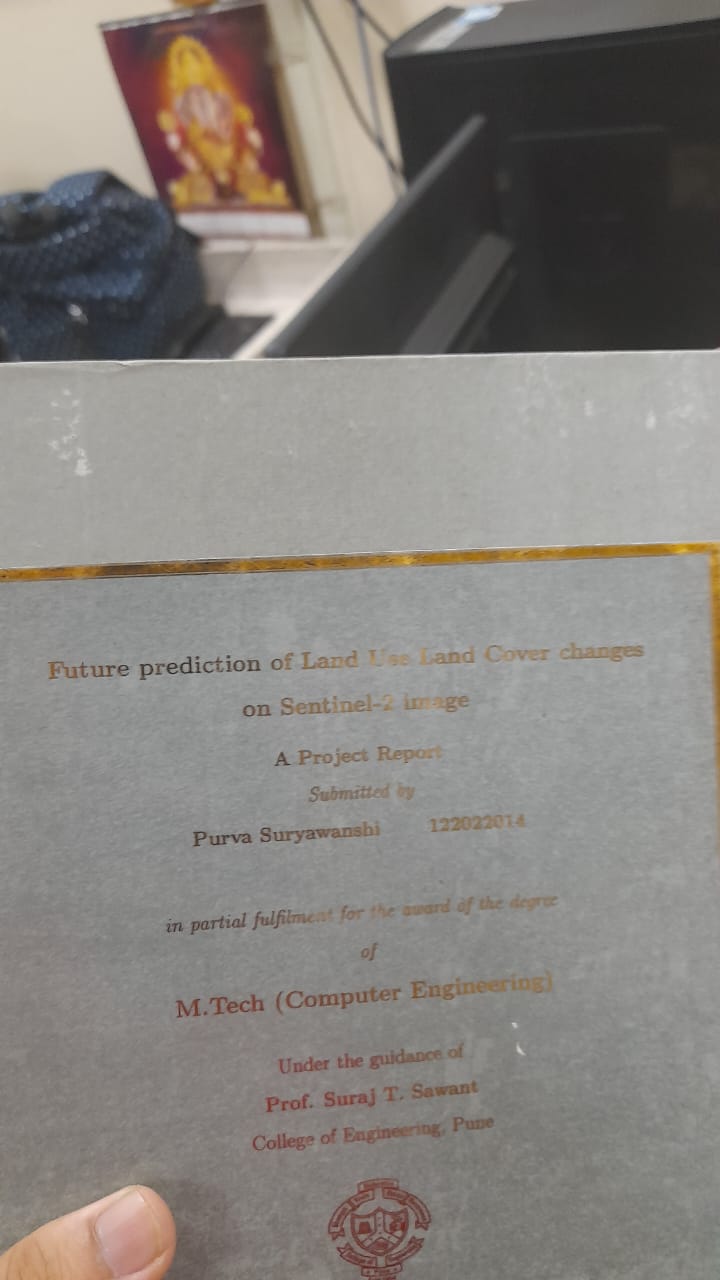 Future prediction of Land Use Land Cover changes
on Sentinel-2 image
A Project Report
Submitted by
Purva Suryawanshi 122022014
in partial fulfilment for the award of the degree
of
M.Tech (Computer Engineering)
Under the guidance of
Prof. Suraj T. Sawant
College of Engineering, Pune